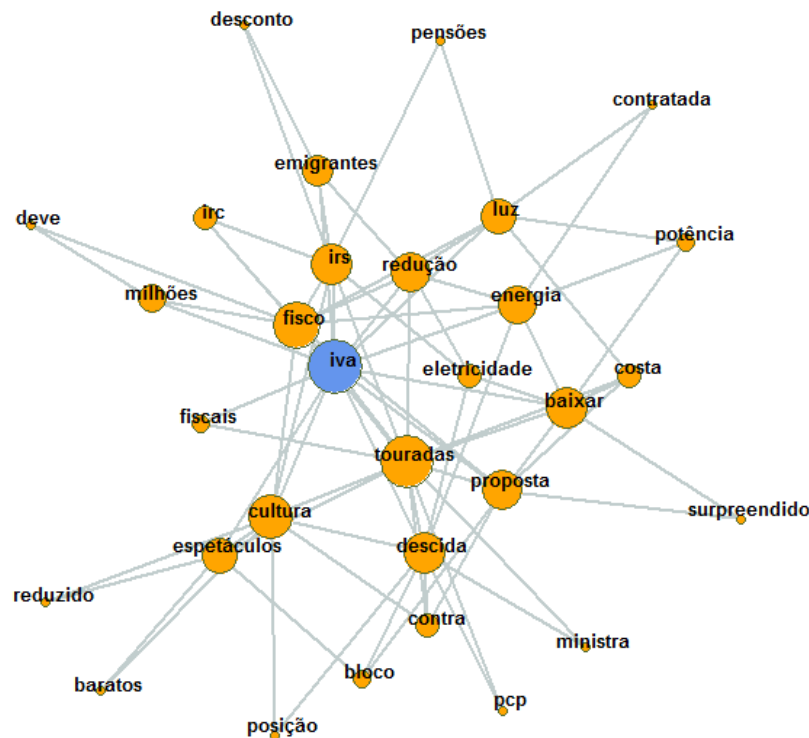 desconto
pensões
contratada
emigrantes
irc
luz
deve
potência
irs
redução
milhões
energia
fisco
iva
eletricidade
costa
baixar
fiscais
touradas
proposta
cultura
surpreendido
espetáculos
descida
reduzido
contra
ministra
bloco
baratos
pcp
posição